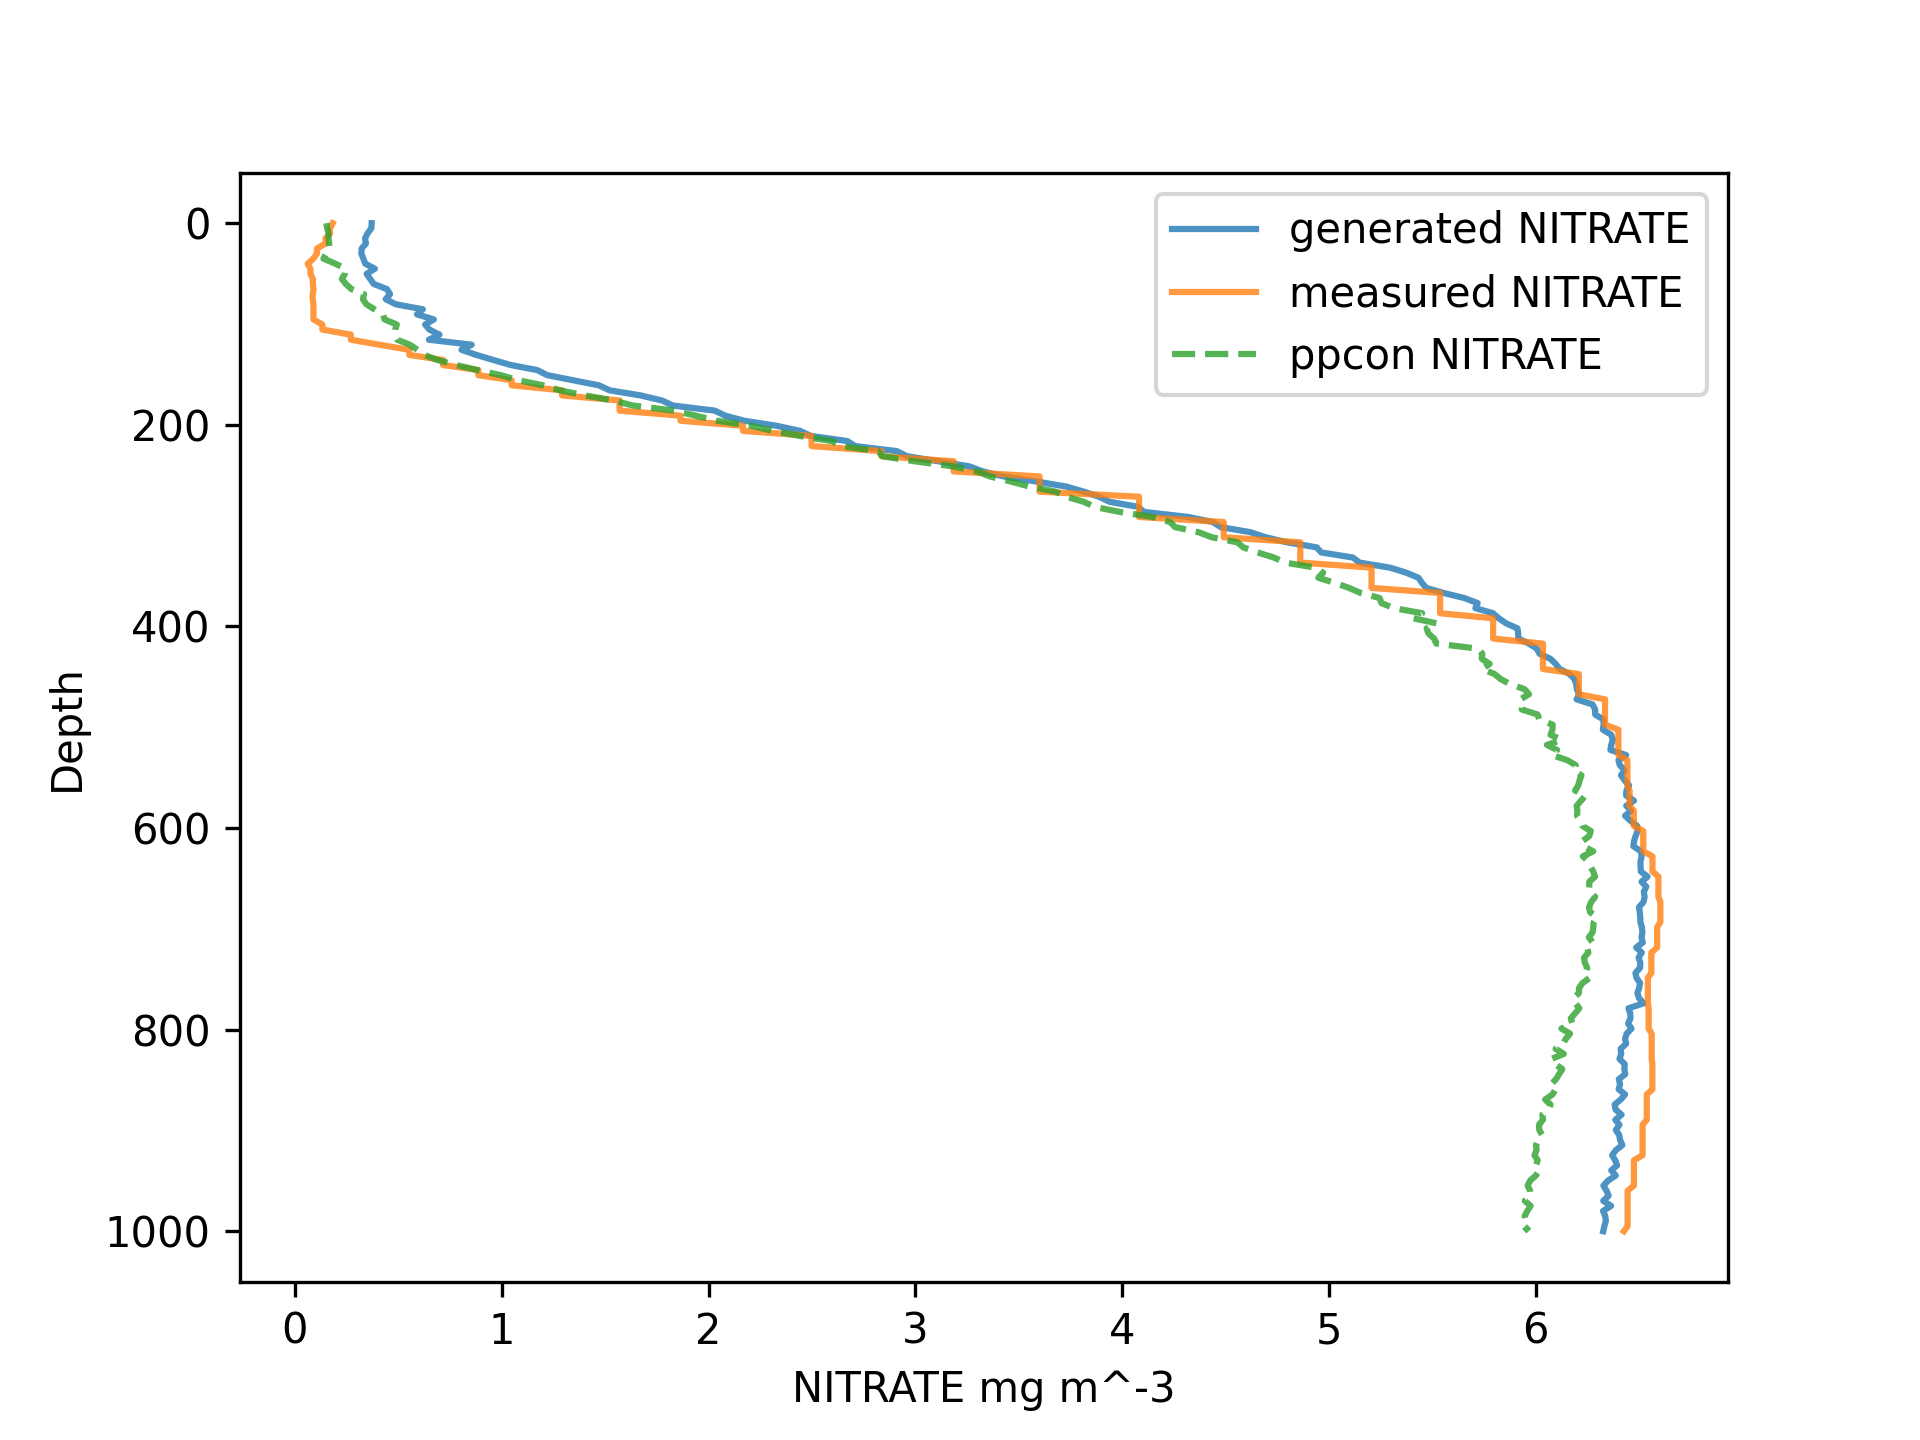 generated NITRATE
measured NITRATE
ppcon NITRATE
0
200
400
600
800
1000
Depth
0 1 2 3 4 5 6
NITRATE mg m^-3